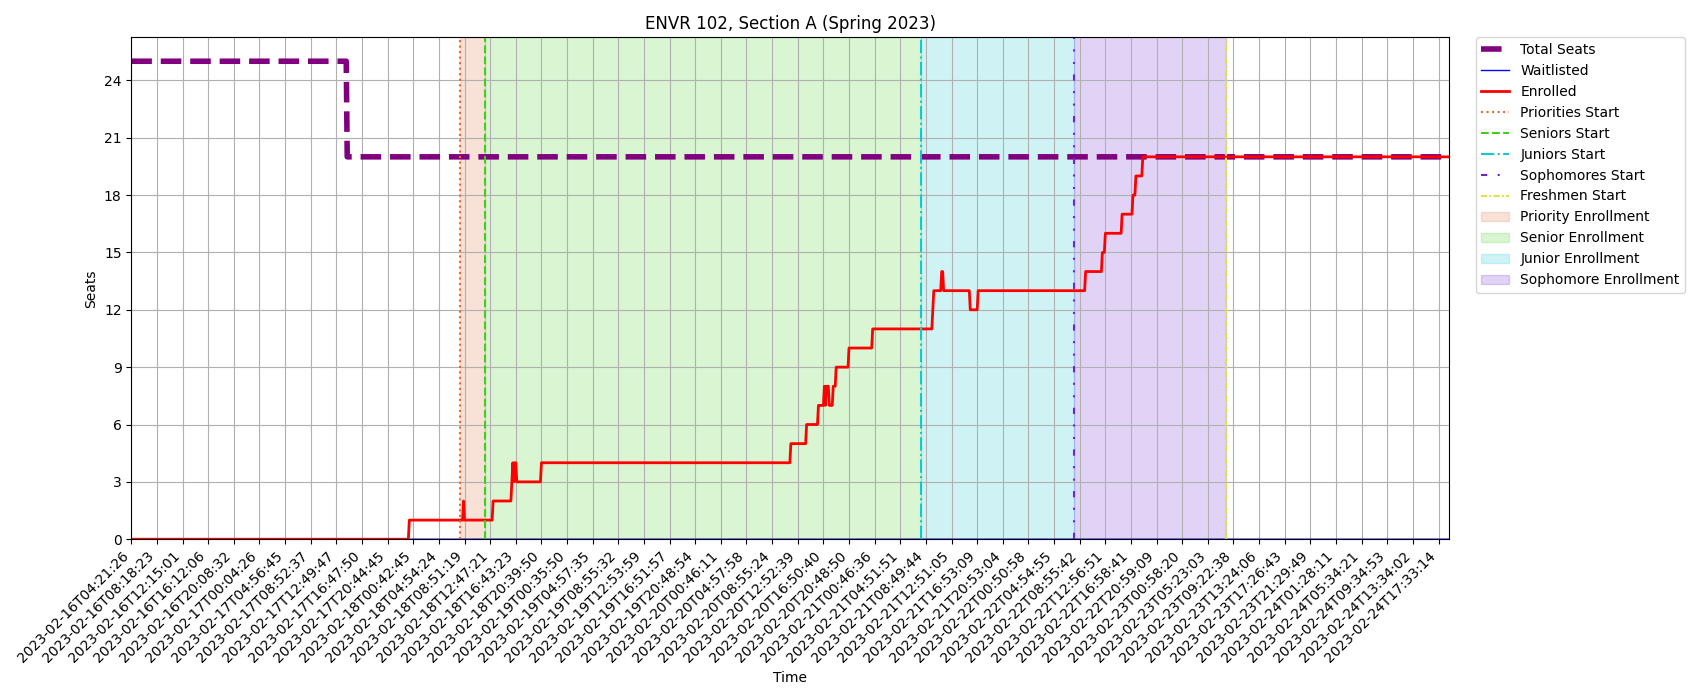 ENVR 102, Section A (Spring 2023)
Seats
24
21
18
15
12
9
6
3
0
2023-02-16T04:21:26
2023-02-16T08:18:23
2023-02-16T12:15:01
2023-02-16T16:12:06
2023-02-16T20:08:32
2023-02-17T00:04:26
2023-02-17T04:56:45
2023-02-17T08:52:37
2023-02-17T12:49:47
2023-02-17T16:47:50
2023-02-17T20:44:45
2023-02-18T00:42:45
2023-02-18T04:54:24
2023-02-18T08:51:19
2023-02-18T12:47:21
2023-02-18T16:43:23
2023-02-18T20:39:50
2023-02-19T00:35:50
2023-02-19T04:57:35
2023-02-19T08:55:32
2023-02-19T12:53:59
2023-02-19T16:51:57
2023-02-19T20:48:54
2023-02-20T00:46:11
2023-02-20T04:57:58
2023-02-20T08:55:24
2023-02-20T12:52:39
2023-02-20T16:50:40
2023-02-20T20:48:50
2023-02-21T00:46:36
2023-02-21T04:51:51
2023-02-21T08:49:44
2023-02-21T12:51:05
2023-02-21T16:53:09
2023-02-21T20:53:04
2023-02-22T00:50:58
2023-02-22T04:54:55
2023-02-22T08:55:42
2023-02-22T12:56:51
2023-02-22T16:58:41
2023-02-22T20:59:09
2023-02-23T00:58:20
2023-02-23T05:23:03
2023-02-23T09:22:38
2023-02-23T13:24:06
2023-02-23T17:26:43
2023-02-23T21:29:49
2023-02-24T01:28:11
2023-02-24T05:34:21
2023-02-24T09:34:53
2023-02-24T13:34:02
2023-02-24T17:33:14
Time
Total Seats
Waitlisted
Enrolled
Priorities Start
Seniors Start
Juniors Start
Sophomores Start
Freshmen Start
Priority Enrollment
Senior Enrollment
Junior Enrollment
Sophomore Enrollment